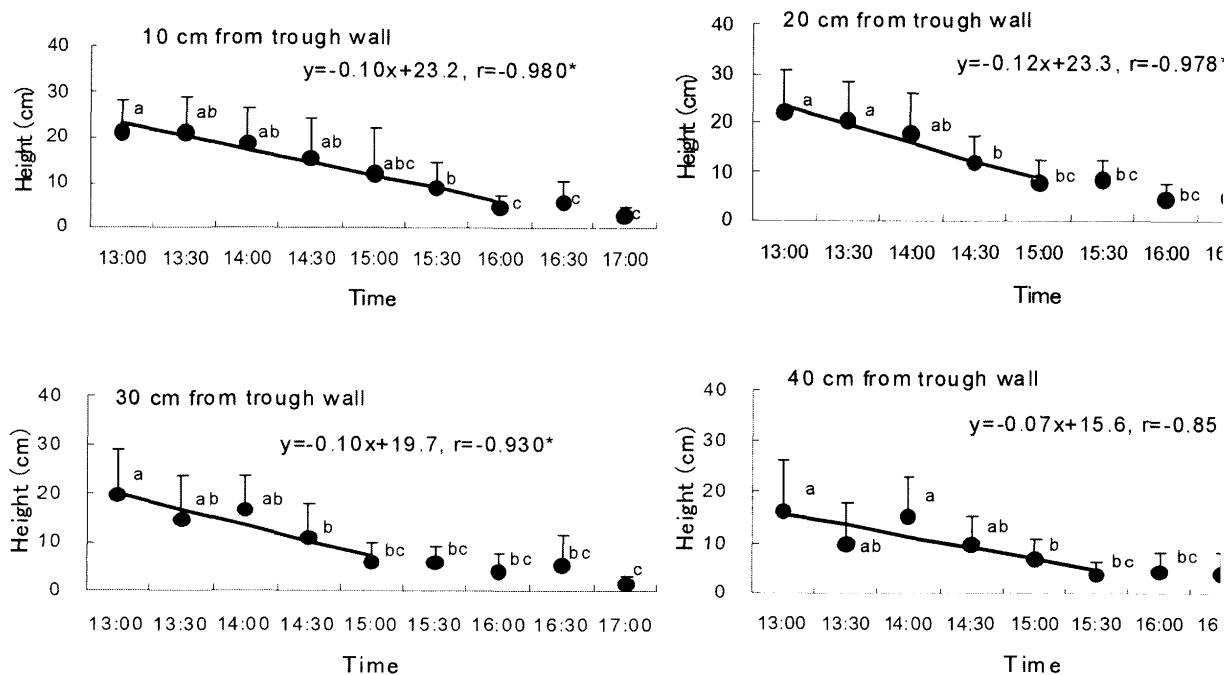 10 cm from trough wall
y=-0.10x+23.2, r=-0.980*
Height (cm)
40
30
20
10
0
a
ab
ab
ab
abc
b
c
c
c
13:00 13:30 14:00 14:30 15:00 15:30 16:00 16:30 17:00
Time
20 cm from trough wall
y=-0.12x+23.3, r=-0.978*
Height (cm)
40
30
20
10
0
a
a
ab
b
bc
bc
bc
13:00 13:30 14:00 14:30 15:00 15:30 16:00
Time
30 cm from trough wall
y=-0.10x+19.7, r=-0.930*
Height (cm)
40
30
20
10
0
a
ab
ab
b
bc
bc
bc
bc
c
13:00 13:30 14:00 14:30 15:00 15:30 16:00 16:30 17:00
Time
40 cm from trough wall
y=-0.07x+15.6, r=-0.85
Height (cm)
40
30
20
10
0
a
ab
a
ab
b
bc
bc
13:00 13:30 14:00 14:30 15:00 15:30 16:00 16
Time